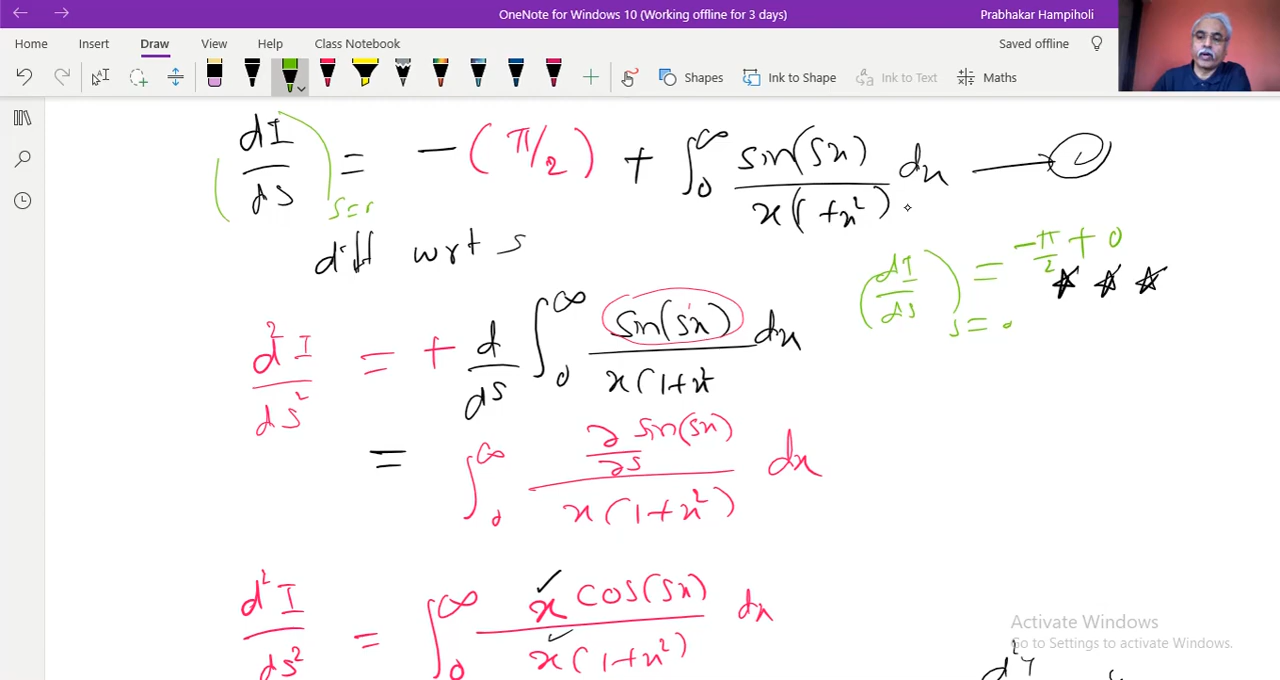 OneNote for Windows 10 (Working offline for 3 days)
Prabhakar Hampiholi
Home Insert Draw View Help Class Notebook
Saved offline
Shapes Ink to Shape Ink to Text Maths
(dI/ds)s=0 = - (π/2) + ∫0^∞ sin(sx)/x( +x²) dx → 2
diff wrt s
(dI/ds)s=0 = -π/2 + 0
☆ ☆ ☆
d²I/ds² = + d/ds ∫0^∞ sin(sx)/x(1+x² dx
= ∫0^∞ ∂/∂s sin(sx)/x(1+x²) dx
d²I/ds² = ∫0^∞ x cos(sx)/x(1+x²) dx
Activate Windows
Go to Settings to activate Windows.